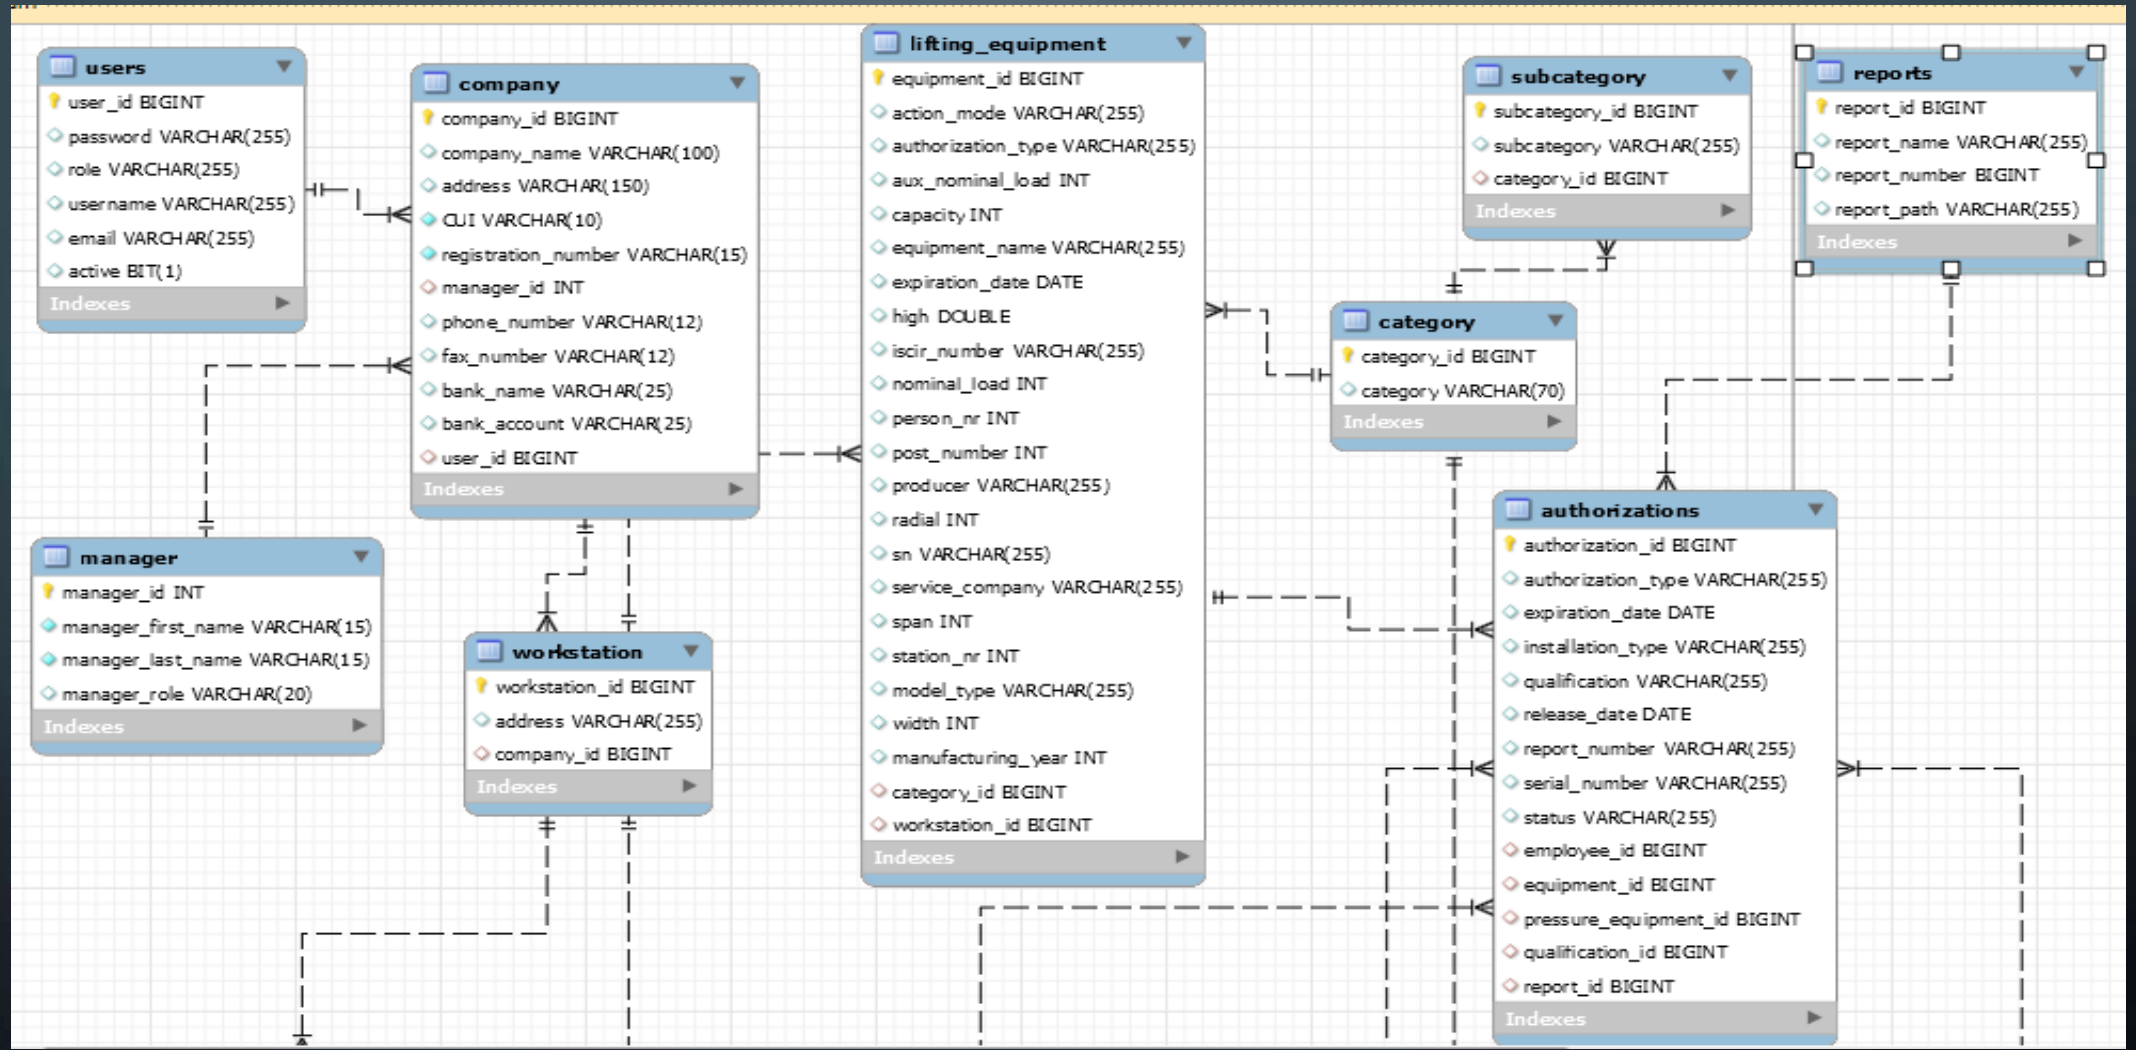 users
user_id BIGINT
password VARCHAR(255)
role VARCHAR(255)
username VARCHAR(255)
email VARCHAR(255)
active BIT(1)
Indexes
company
company_id BIGINT
company_name VARCHAR(100)
address VARCHAR(150)
CUI VARCHAR(10)
registration_number VARCHAR(15)
manager_id INT
phone_number VARCHAR(12)
fax_number VARCHAR(12)
bank_name VARCHAR(25)
bank_account VARCHAR(25)
user_id BIGINT
Indexes
manager
manager_id INT
manager_first_name VARCHAR(15)
manager_last_name VARCHAR(15)
manager_role VARCHAR(20)
Indexes
workstation
workstation_id BIGINT
address VARCHAR(255)
company_id BIGINT
Indexes
lifting_equipment
equipment_id BIGINT
action_mode VARCHAR(255)
authorization_type VARCHAR(255)
aux_nominal_load INT
capacity INT
equipment_name VARCHAR(255)
expiration_date DATE
high DOUBLE
iscir_number VARCHAR(255)
nominal_load INT
person_nr INT
post_number INT
producer VARCHAR(255)
radial INT
sn VARCHAR(255)
service_company VARCHAR(255)
span INT
station_nr INT
model_type VARCHAR(255)
width INT
manufacturing_year INT
category_id BIGINT
workstation_id BIGINT
Indexes
subcategory
subcategory_id BIGINT
subcategory VARCHAR(255)
category_id BIGINT
Indexes
category
category_id BIGINT
category VARCHAR(70)
Indexes
reports
report_id BIGINT
report_name VARCHAR(255)
report_number BIGINT
report_path VARCHAR(255)
Indexes
authorizations
authorization_id BIGINT
authorization_type VARCHAR(255)
expiration_date DATE
installation_type VARCHAR(255)
qualification VARCHAR(255)
release_date DATE
report_number VARCHAR(255)
serial_number VARCHAR(255)
status VARCHAR(255)
employee_id BIGINT
equipment_id BIGINT
pressure_equipment_id BIGINT
qualification_id BIGINT
report_id BIGINT
Indexes